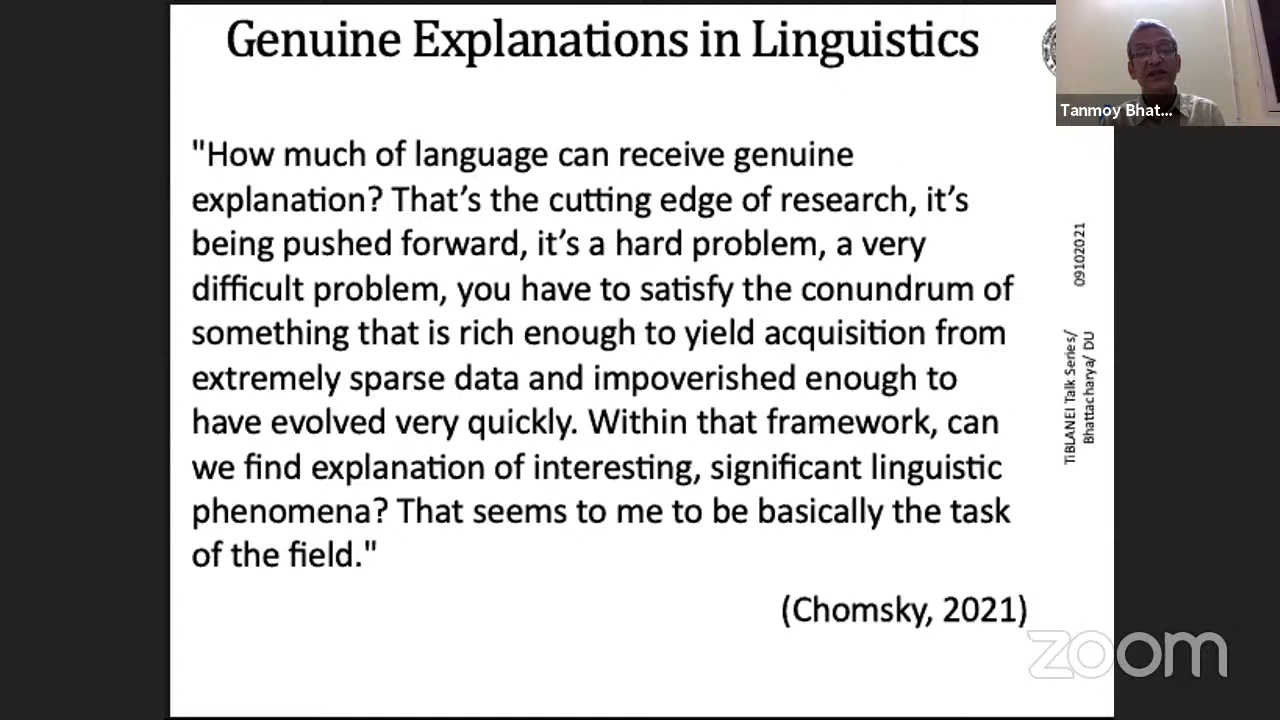 Genuine Explanations in Linguistics
Tanmoy Bhat...
"How much of language can receive genuine
explanation? That’s the cutting edge of research, it’s
being pushed forward, it’s a hard problem, a very
difficult problem, you have to satisfy the conundrum of
something that is rich enough to yield acquisition from
extremely sparse data and impoverished enough to
have evolved very quickly. Within that framework, can
we find explanation of interesting, significant linguistic
phenomena? That seems to me to be basically the task
of the field."
(Chomsky, 2021)
09102021
TiBLANEI Talk Series/
Bhattacharya/ DU
zoom